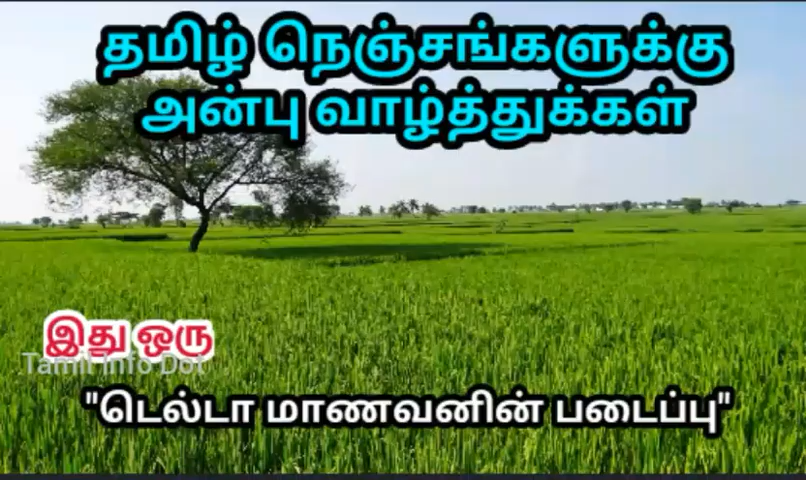 தமிழ் நெஞ்சங்களுக்கு
அன்பு வாழ்த்துக்கள்
இது ஒரு
Tamil Info Dot
"டெல்டா மாணவனின் படைப்பு"